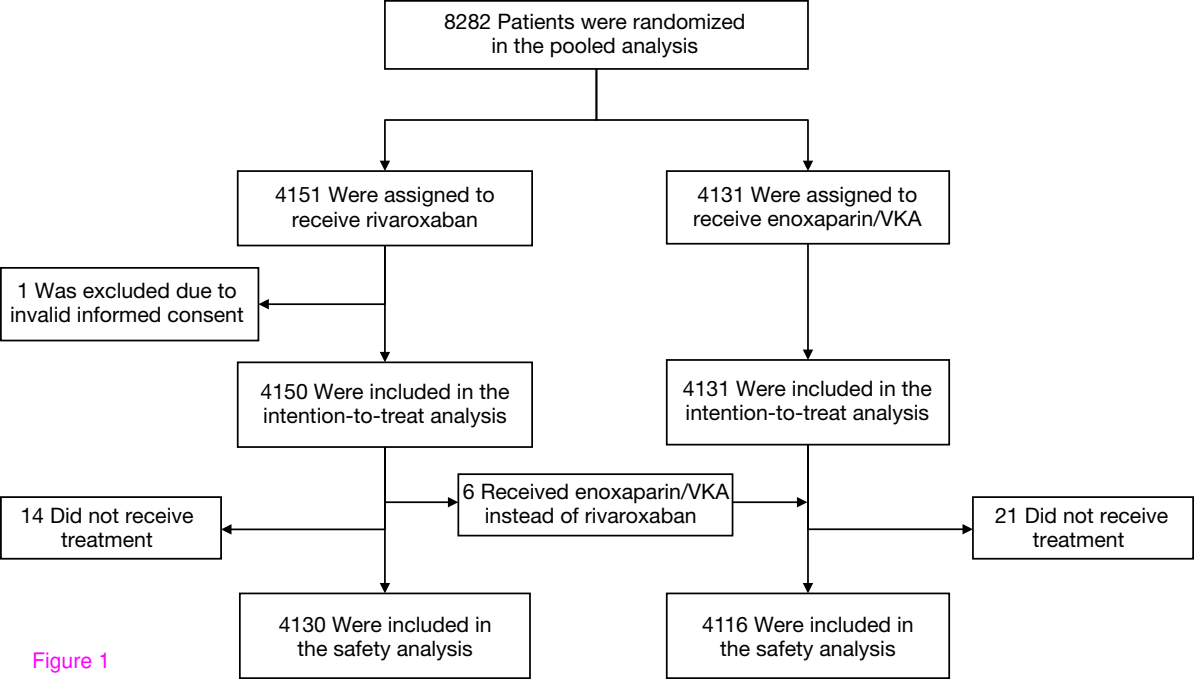 8282 Patients were randomized
in the pooled analysis
4151 Were assigned to
receive rivaroxaban
4131 Were assigned to
receive enoxaparin/VKA
1 Was excluded due to
invalid informed consent
4150 Were included in the
intention-to-treat analysis
4131 Were included in the
intention-to-treat analysis
6 Received enoxaparin/VKA
instead of rivaroxaban
14 Did not receive
treatment
21 Did not receive
treatment
4130 Were included in
the safety analysis
4116 Were included in
the safety analysis
Figure 1